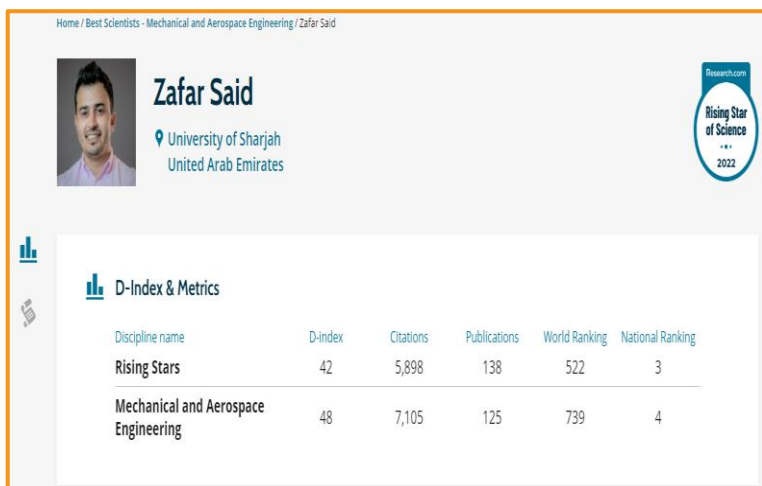 Home / Best Scientists - Mechanical and Aerospace Engineering / Zafar Said
Zafar Said
University of Sharjah
United Arab Emirates
Research.com
Rising Star
of Science
2022
D-Index & Metrics
Discipline name D-index Citations Publications World Ranking National Ranking
Rising Stars 42 5,898 138 522 3
Mechanical and Aerospace
Engineering 48 7,105 125 739 4